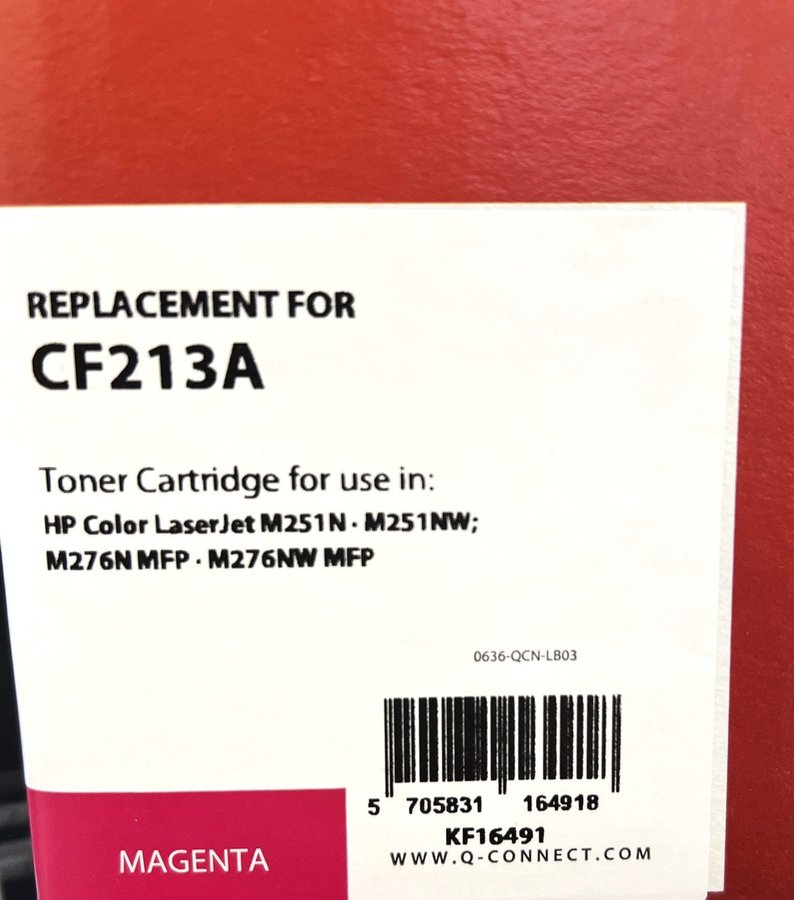 REPLACEMENT FOR
CF213A
Toner Cartridge for use in:
HP Color LaserJet M251N · M251NW;
M276N MFP · M276NW MFP
0636-QCN-LB03
5 705831 164918
KF16491
WWW.Q-CONNECT.COM
MAGENTA